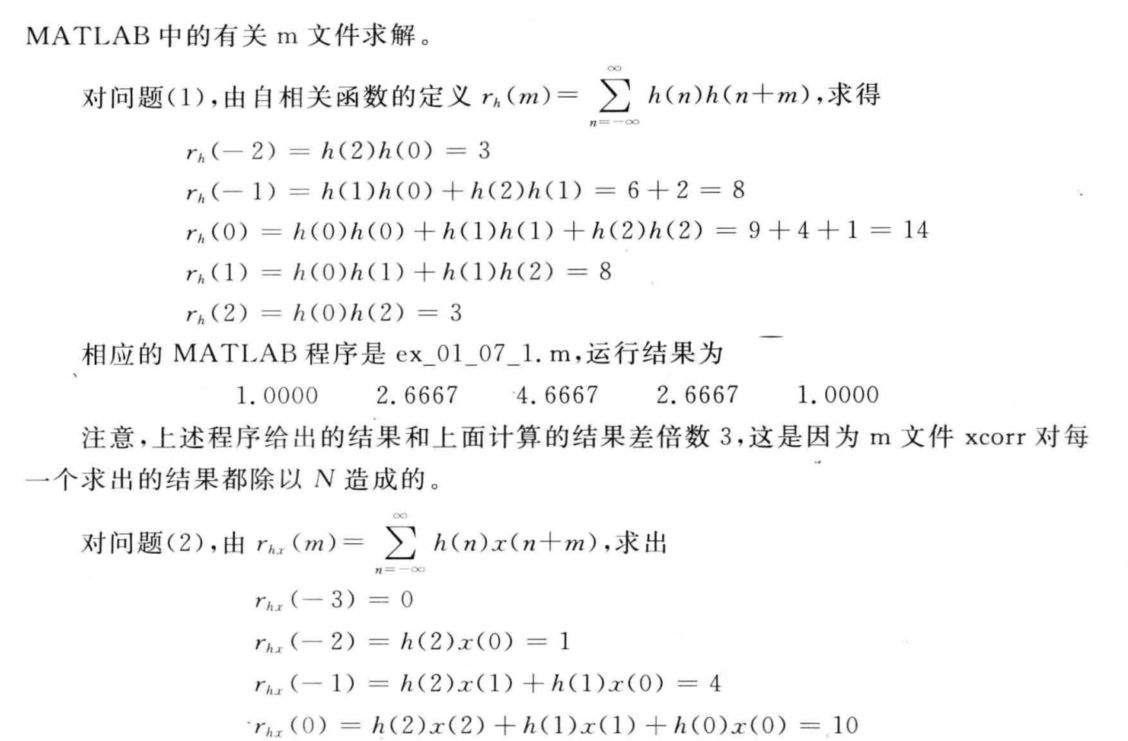 MATLAB 中的有关 m 文件求解。
对问题(1),由自相关函数的定义 r_h(m)= ∑_{n=-∞}^{∞} h(n)h(n+m),求得
r_h(-2) = h(2)h(0) = 3
r_h(-1) = h(1)h(0)+h(2)h(1) = 6+2 = 8
r_h(0) = h(0)h(0)+h(1)h(1)+h(2)h(2) = 9+4+1 = 14
r_h(1) = h(0)h(1)+h(1)h(2) = 8
r_h(2) = h(0)h(2) = 3
相应的 MATLAB 程序是 ex_01_07_1.m,运行结果为
1.0000 2.6667 4.6667 2.6667 1.0000
注意,上述程序给出的结果和上面计算的结果差倍数 3,这是因为 m 文件 xcorr 对每
一个求出的结果都除以 N 造成的。
对问题(2),由 r_{hx}(m)= ∑_{n=-∞}^{∞} h(n)x(n+m),求出
r_{hx}(-3) = 0
r_{hx}(-2) = h(2)x(0) = 1
r_{hx}(-1) = h(2)x(1)+h(1)x(0) = 4
r_{hx}(0) = h(2)x(2)+h(1)x(1)+h(0)x(0) = 10